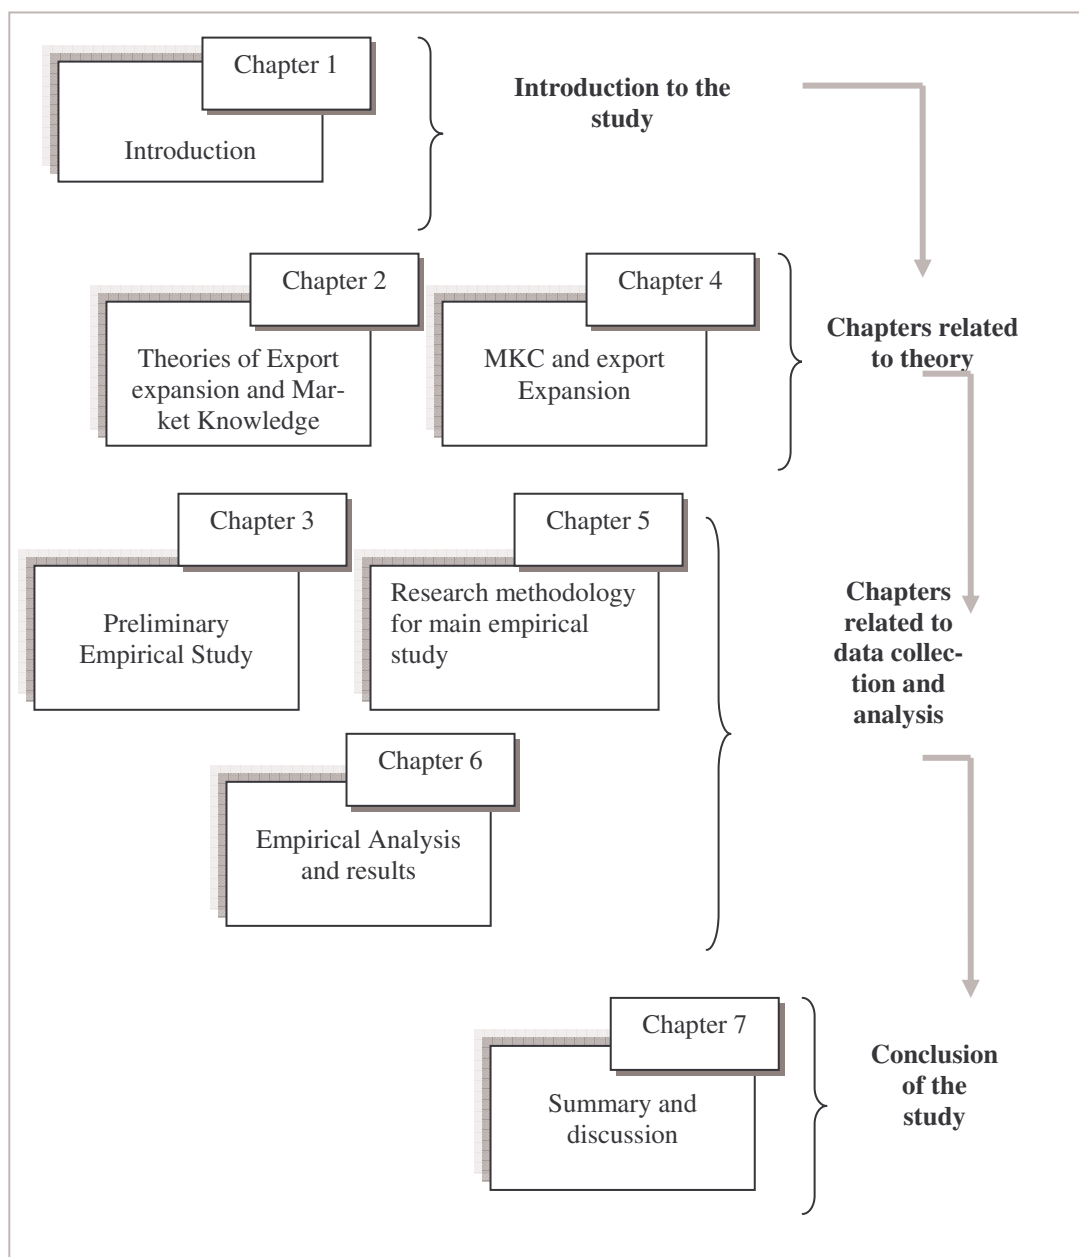 Chapter 1
Introduction
Introduction to the
study
Chapter 2
Theories of Export
expansion and Mar-
ket Knowledge
Chapter 4
MKC and export
Expansion
Chapters related
to theory
Chapter 3
Preliminary
Empirical Study
Chapter 5
Research methodology
for main empirical
study
Chapter 6
Empirical Analysis
and results
Chapters
related to
data collec-
tion and
analysis
Chapter 7
Summary and
discussion
Conclusion
of the
study